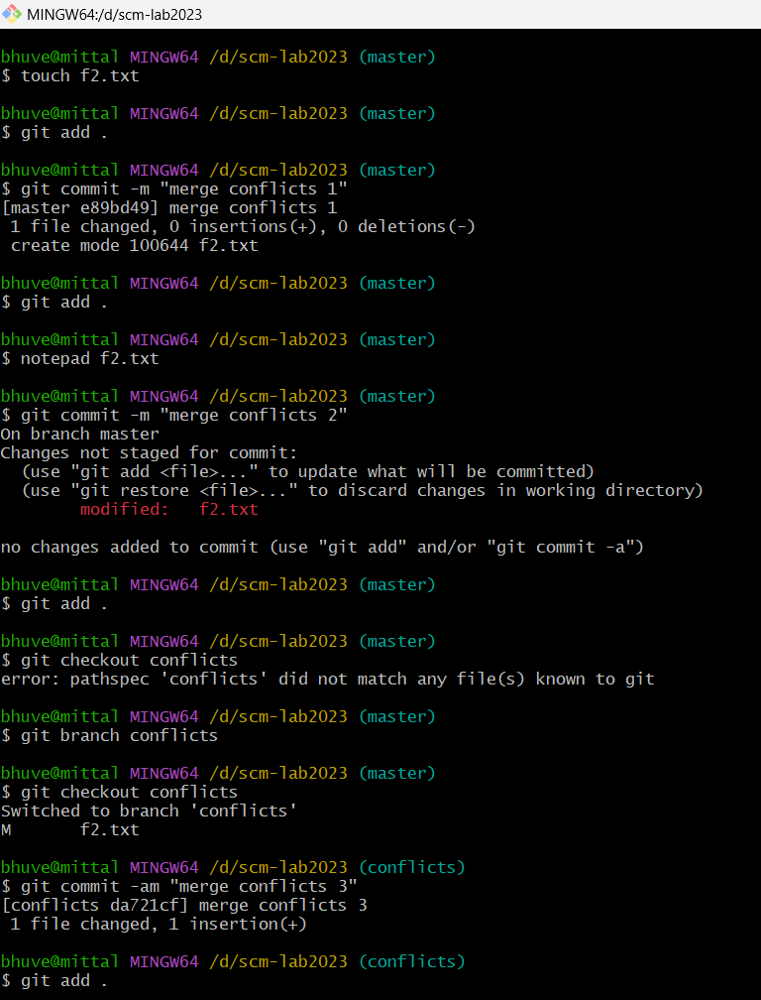 MINGW64:/d/scm-lab2023
bhuve@mittal MINGW64 /d/scm-lab2023 (master)
$ touch f2.txt
bhuve@mittal MINGW64 /d/scm-lab2023 (master)
$ git add .
bhuve@mittal MINGW64 /d/scm-lab2023 (master)
$ git commit -m "merge conflicts 1"
[master e89bd49] merge conflicts 1
 1 file changed, 0 insertions(+), 0 deletions(-)
 create mode 100644 f2.txt
bhuve@mittal MINGW64 /d/scm-lab2023 (master)
$ git add .
bhuve@mittal MINGW64 /d/scm-lab2023 (master)
$ notepad f2.txt
bhuve@mittal MINGW64 /d/scm-lab2023 (master)
$ git commit -m "merge conflicts 2"
On branch master
Changes not staged for commit:
  (use "git add <file>..." to update what will be committed)
  (use "git restore <file>..." to discard changes in working directory)
        modified:   f2.txt
no changes added to commit (use "git add" and/or "git commit -a")
bhuve@mittal MINGW64 /d/scm-lab2023 (master)
$ git add .
bhuve@mittal MINGW64 /d/scm-lab2023 (master)
$ git checkout conflicts
error: pathspec 'conflicts' did not match any file(s) known to git
bhuve@mittal MINGW64 /d/scm-lab2023 (master)
$ git branch conflicts
bhuve@mittal MINGW64 /d/scm-lab2023 (master)
$ git checkout conflicts
Switched to branch 'conflicts'
M       f2.txt
bhuve@mittal MINGW64 /d/scm-lab2023 (conflicts)
$ git commit -am "merge conflicts 3"
[conflicts da721cf] merge conflicts 3
 1 file changed, 1 insertion(+)
bhuve@mittal MINGW64 /d/scm-lab2023 (conflicts)
$ git add .